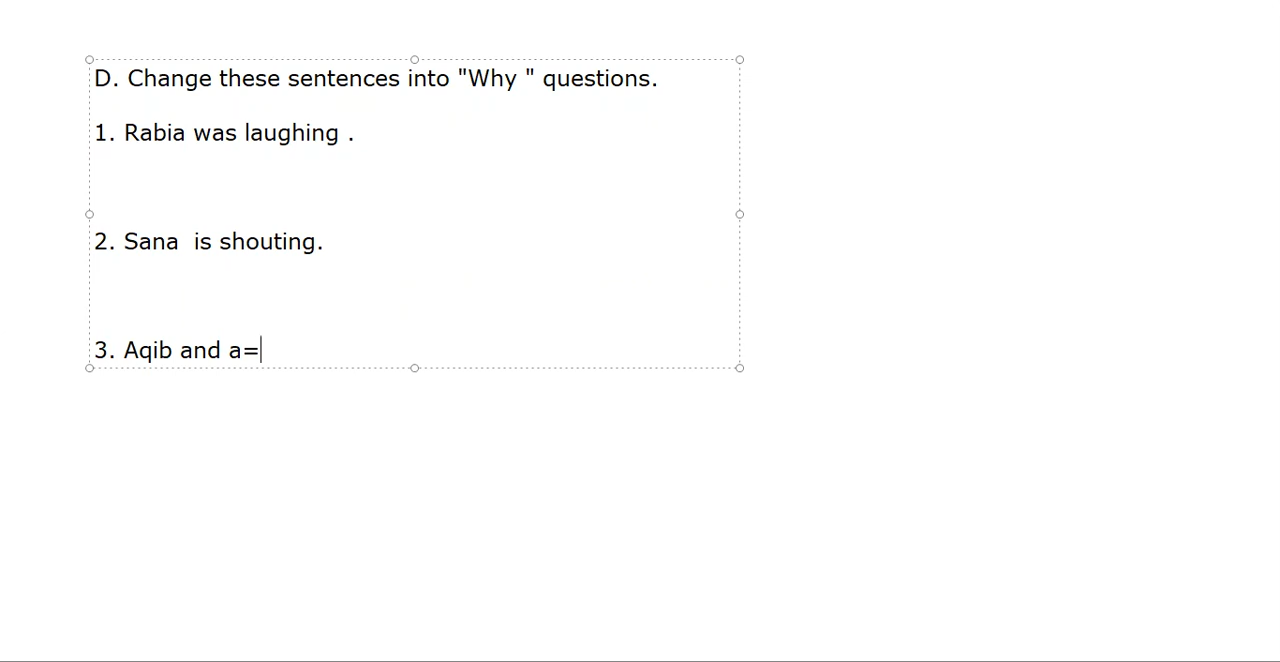 D. Change these sentences into "Why " questions.
1. Rabia was laughing .
2. Sana  is shouting.
3. Aqib and a=